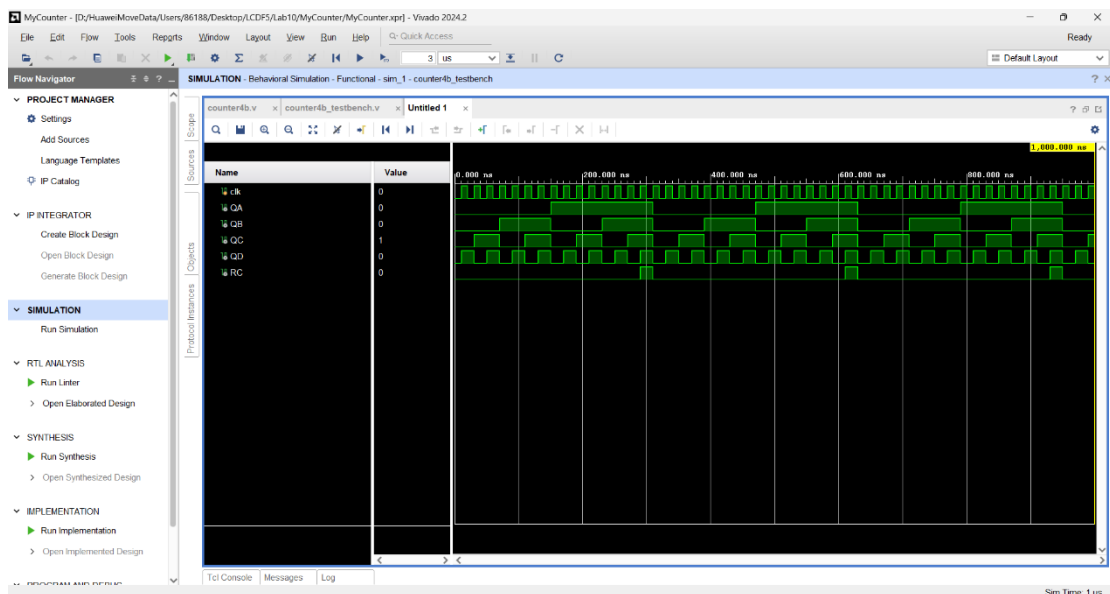 MyCounter - [D:/HuaweiMoveData/Users/86188/Desktop/LCDF5/Lab10/MyCounter/MyCounter.xpr] - Vivado 2024.2
File Edit Flow Tools Reports Window Layout View Run Help Q- Quick Access Ready
3 us Default Layout
Flow Navigator SIMULATION - Behavioral Simulation - Functional - sim_1 - counter4b_testbench
PROJECT MANAGER
Settings
Add Sources
Language Templates
IP Catalog
IP INTEGRATOR
Create Block Design
Open Block Design
Generate Block Design
SIMULATION
Run Simulation
RTL ANALYSIS
Run Linter
Open Elaborated Design
SYNTHESIS
Run Synthesis
Open Synthesized Design
IMPLEMENTATION
Run Implementation
Open Implemented Design
Scope
Sources
Objects
Protocol Instances
counter4b.v counter4b_testbench.v Untitled 1
1,000.000 ns
Name Value 0.000 ns 200.000 ns 400.000 ns 600.000 ns 800.000 ns
clk 0
QA 0
QB 0
QC 1
QD 0
RC 0
Tcl Console Messages Log
Sim Time: 1 us